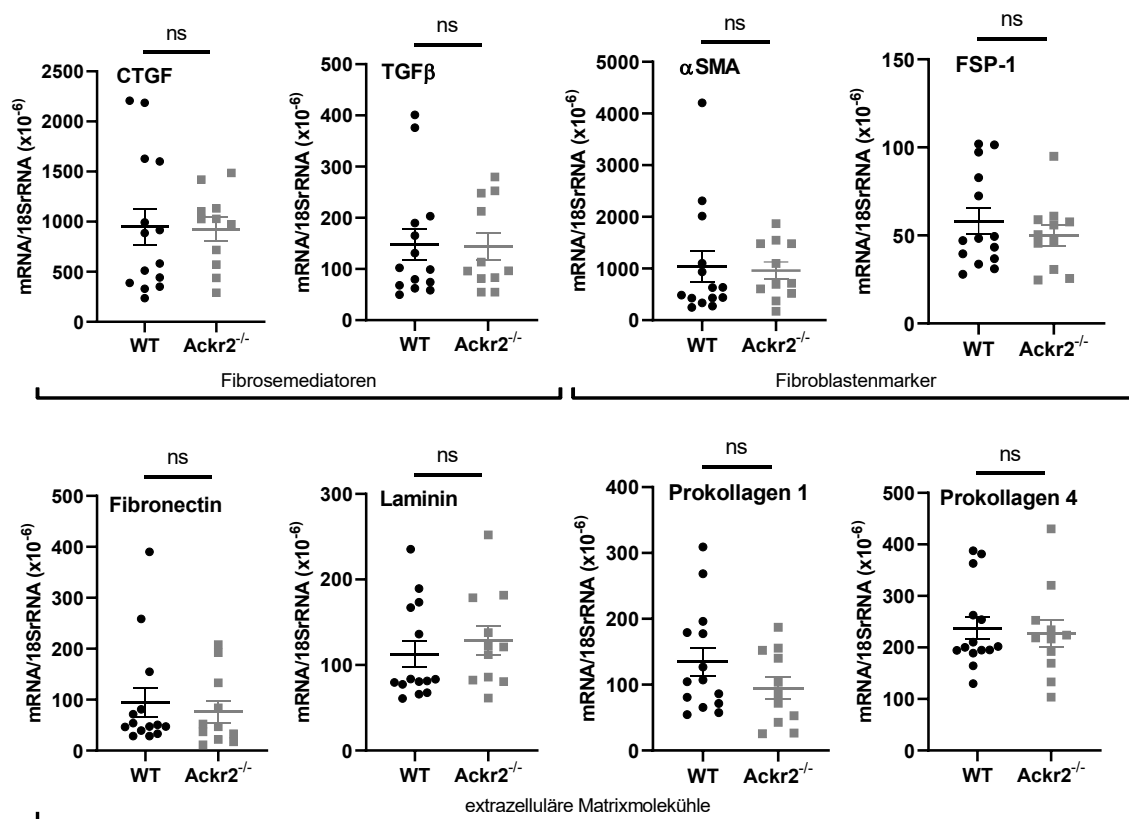 ns ns ns ns
CTGF TGFβ αSMA FSP-1
mRNA/18SrRNA (x10⁻⁶)
2500
2000
1500
1000
500
0
WT Ackr2⁻/⁻
mRNA/18SrRNA (x10⁻⁶)
500
400
300
200
100
0
WT Ackr2⁻/⁻
mRNA/18SrRNA (x10⁻⁶)
5000
4000
3000
2000
1000
0
WT Ackr2⁻/⁻
mRNA/18SrRNA (x10⁻⁶)
150
100
50
0
WT Ackr2⁻/⁻
Fibrosemediatoren Fibroblastenmarker
ns ns ns ns
Fibronectin Laminin Prokollagen 1 Prokollagen 4
mRNA/18SrRNA (x10⁻⁶)
500
400
300
200
100
0
WT Ackr2⁻/⁻
mRNA/18SrRNA (x10⁻⁶)
300
200
100
0
WT Ackr2⁻/⁻
mRNA/18SrRNA (x10⁻⁶)
400
300
200
100
0
WT Ackr2⁻/⁻
mRNA/18SrRNA (x10⁻⁶)
500
400
300
200
100
0
WT Ackr2⁻/⁻
extrazelluläre Matrixmolekühle